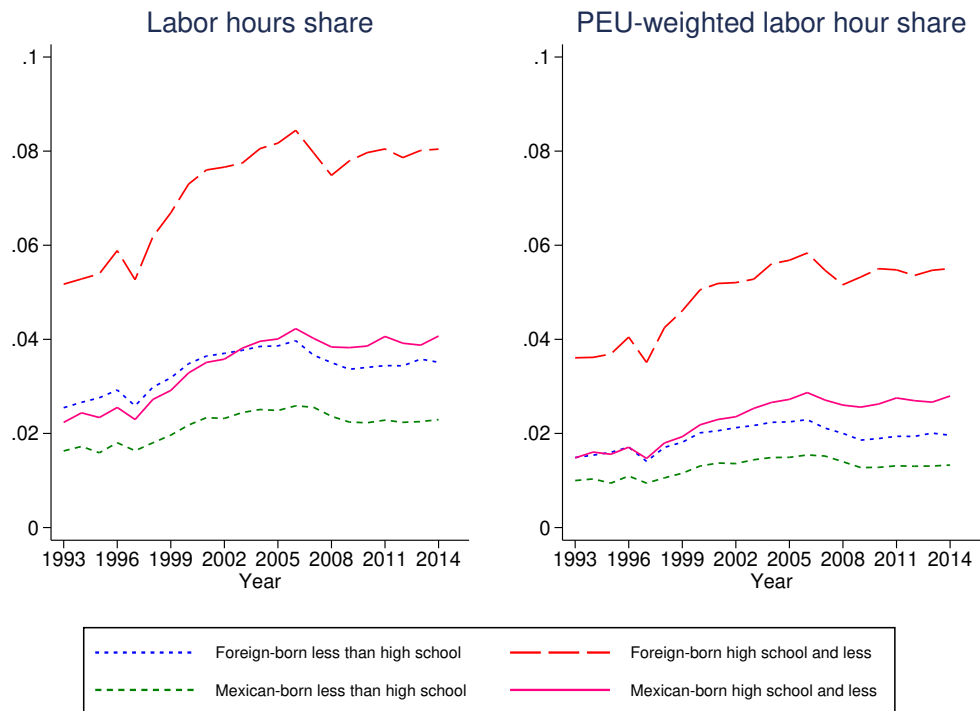 Labor hours share
.1
.08
.06
.04
.02
0
1993 1996 1999 2002 2005 2008 2011 2014
Year
PEU-weighted labor hour share
.1
.08
.06
.04
.02
0
1993 1996 1999 2002 2005 2008 2011 2014
Year
Foreign-born less than high school
Foreign-born high school and less
Mexican-born less than high school
Mexican-born high school and less